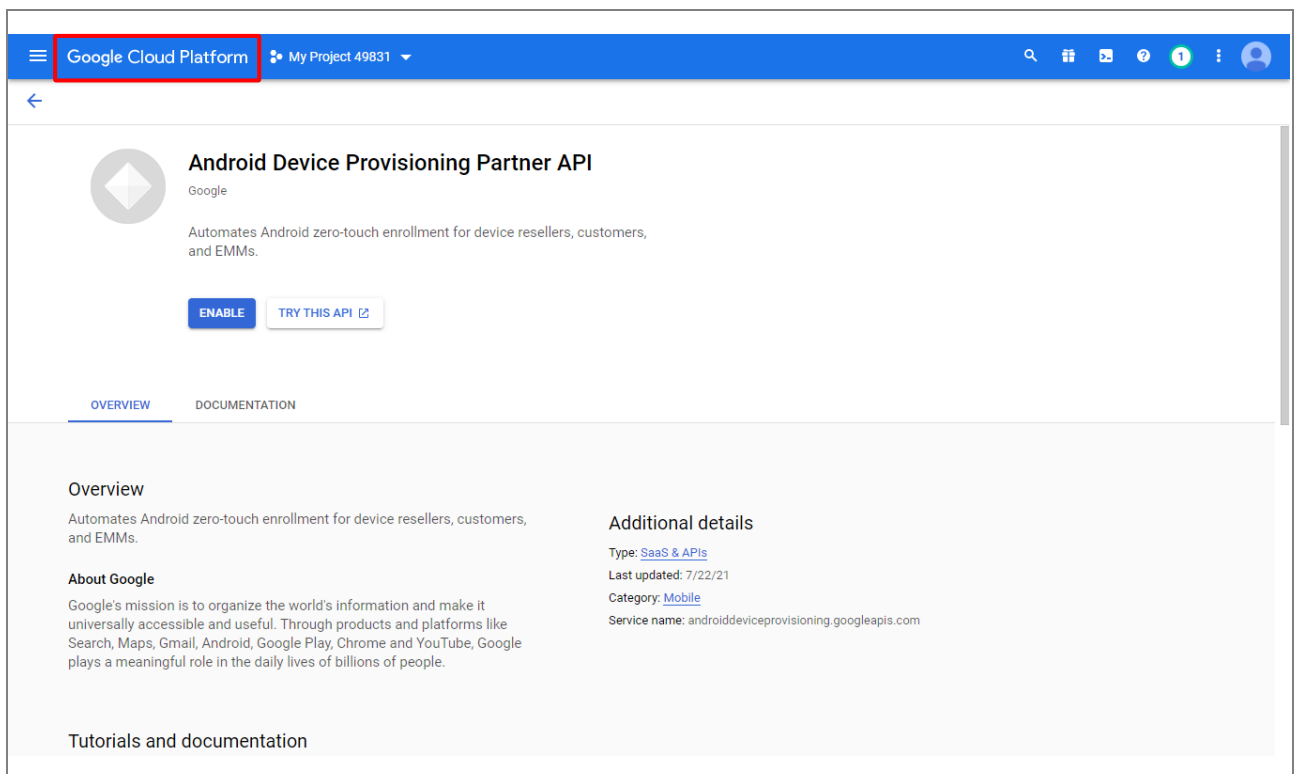 Google Cloud Platform
My Project 49831
1
Android Device Provisioning Partner API
Google
Automates Android zero-touch enrollment for device resellers, customers,
and EMMs.
ENABLE
TRY THIS API
OVERVIEW
DOCUMENTATION
Overview
Automates Android zero-touch enrollment for device resellers, customers,
and EMMs.
About Google
Google's mission is to organize the world's information and make it
universally accessible and useful. Through products and platforms like
Search, Maps, Gmail, Android, Google Play, Chrome and YouTube, Google
plays a meaningful role in the daily lives of billions of people.
Additional details
Type: SaaS & APIs
Last updated: 7/22/21
Category: Mobile
Service name: androiddeviceprovisioning.googleapis.com
Tutorials and documentation